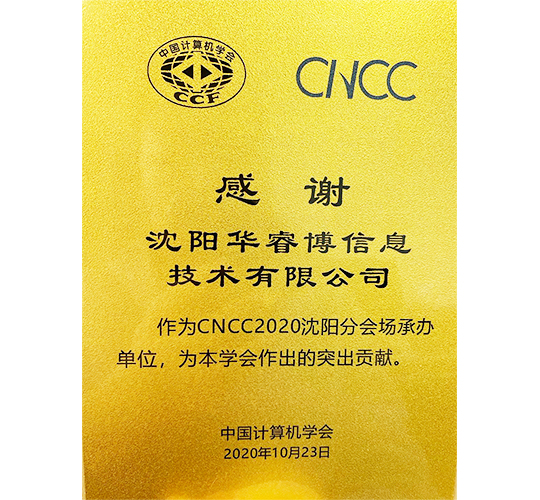 中国计算机学会
CCF
CNCC
感 谢
沈阳华睿博信息
技术有限公司
作为CNCC2020沈阳分会场承办
单位，为本学会作出的突出贡献。
中国计算机学会
2020年10月23日